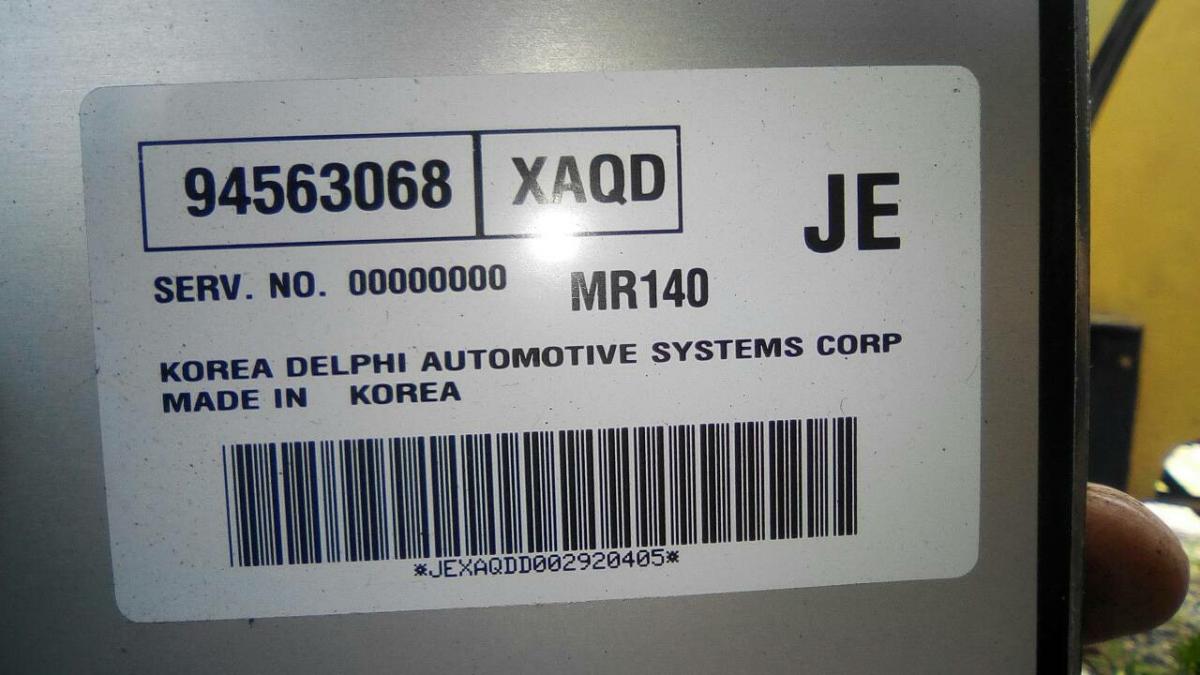 94563068 XAQD
JE
SERV. NO. 00000000 MR140
KOREA DELPHI AUTOMOTIVE SYSTEMS CORP
MADE IN KOREA
*JEXAQDD002920405*